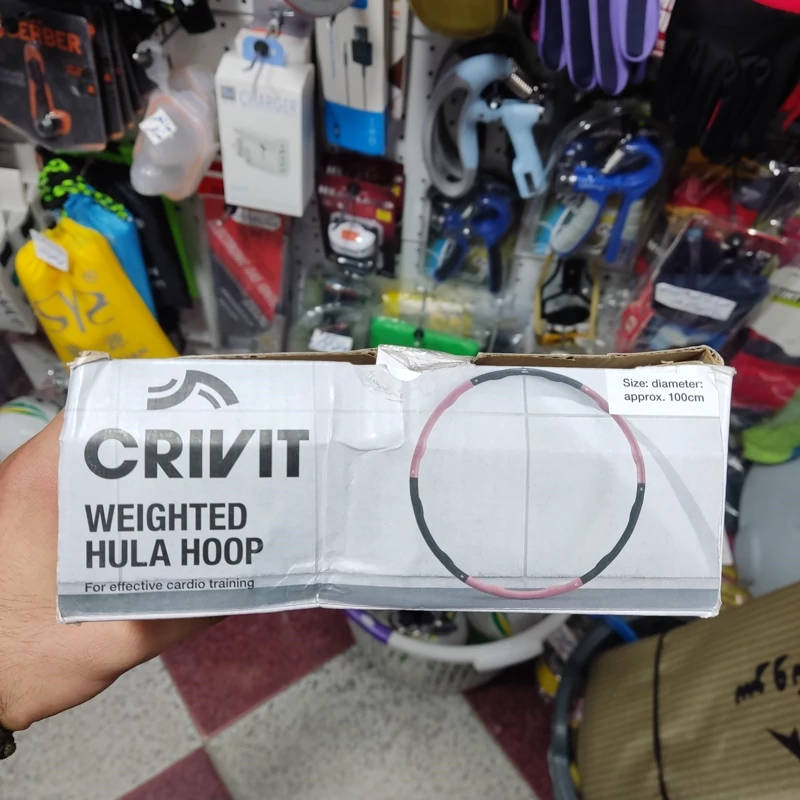 CRIVIT
WEIGHTED
HULA HOOP
For effective cardio training
Size: diameter:
approx. 100cm
CHARGER